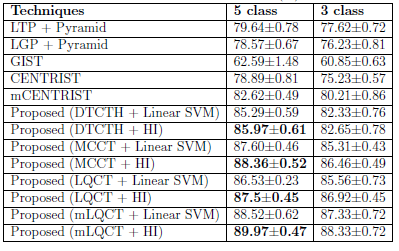 Techniques 5 class 3 class
LTP + Pyramid 79.64±0.78 77.62±0.72
LGP + Pyramid 78.57±0.67 76.23±0.81
GIST 62.59±1.48 60.85±0.63
CENTRIST 78.89±0.81 75.23±0.57
mCENTRIST 82.62±0.49 80.21±0.86
Proposed (DTCTH + Linear SVM) 85.29±0.59 82.33±0.76
Proposed (DTCTH + HI) 85.97±0.61 82.65±0.78
Proposed (MCCT + Linear SVM) 87.60±0.46 85.31±0.43
Proposed (MCCT + HI) 88.36±0.52 86.46±0.49
Proposed (LQCT + Linear SVM) 86.53±0.23 85.56±0.73
Proposed (LQCT + HI) 87.5±0.45 86.92±0.45
Proposed (mLQCT + Linear SVM) 88.52±0.62 87.33±0.72
Proposed (mLQCT + HI) 89.97±0.47 88.33±0.72